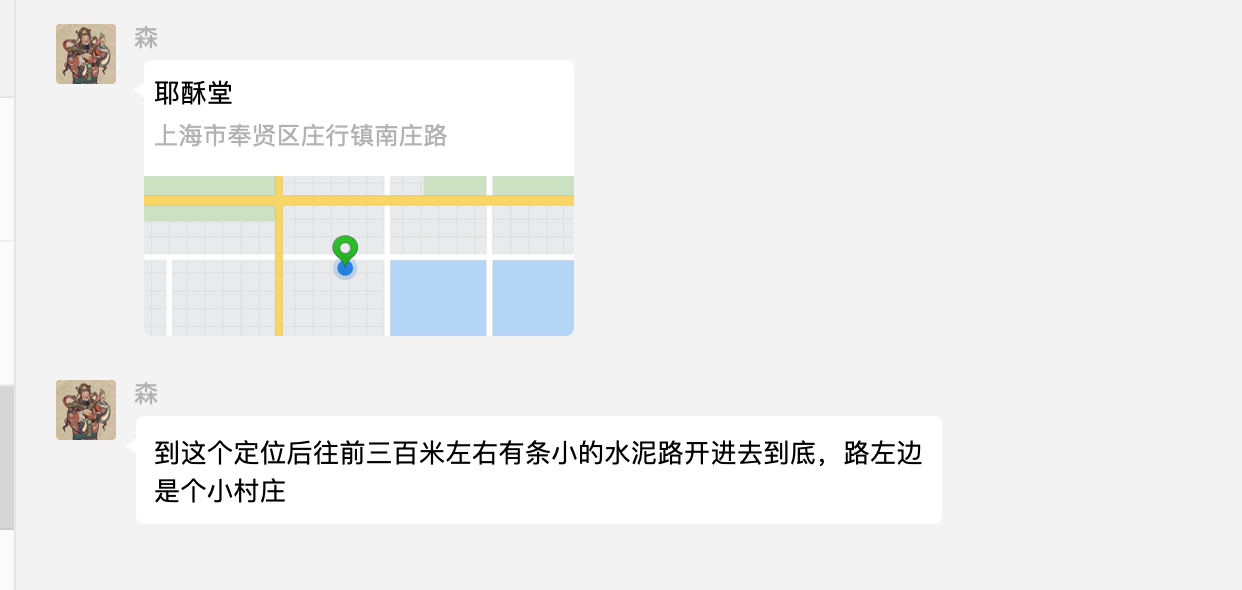 森
耶酥堂
上海市奉贤区庄行镇南庄路
森
到这个定位后往前三百米左右有条小的水泥路开进去到底，路左边
是个小村庄